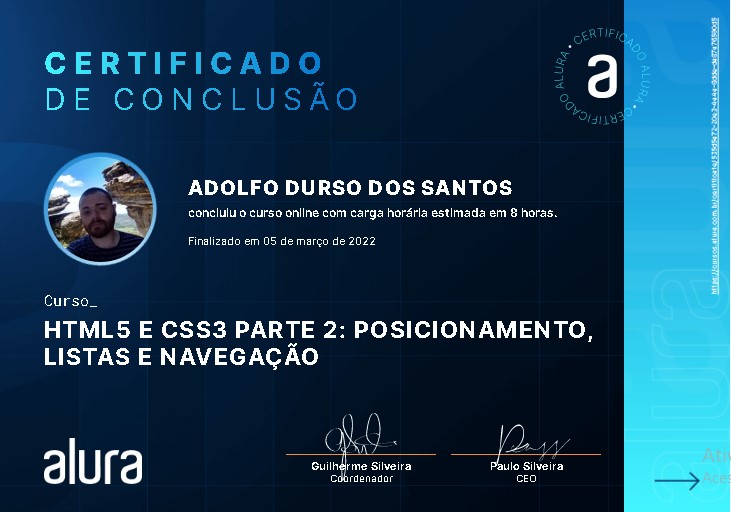 CERTIFICADO
DE CONCLUSÃO
CERTIFICADO ALURA • CERTIFICADO ALURA •
a
ADOLFO DURSO DOS SANTOS
concluiu o curso online com carga horária estimada em 8 horas.
Finalizado em 05 de março de 2022
Curso_
HTML5 E CSS3 PARTE 2: POSICIONAMENTO,
LISTAS E NAVEGAÇÃO
alura
Guilherme Silveira
Coordenador
Paulo Silveira
CEO
alura